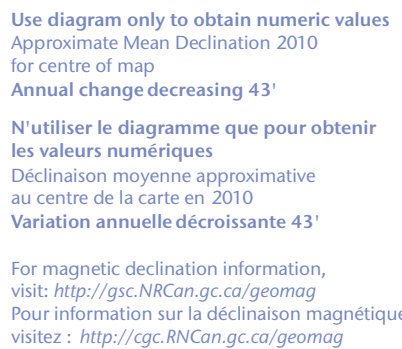 Use diagram only to obtain numeric values
Approximate Mean Declination 2010
for centre of map
Annual change decreasing 43'
N'utiliser le diagramme que pour obtenir
les valeurs numériques
Déclinaison moyenne approximative
au centre de la carte en 2010
Variation annuelle décroissante 43'
For magnetic declination information,
visit: http://gsc.NRCan.gc.ca/geomag
Pour information sur la déclinaison magnétique
visitez : http://cgc.RNCan.gc.ca/geomag